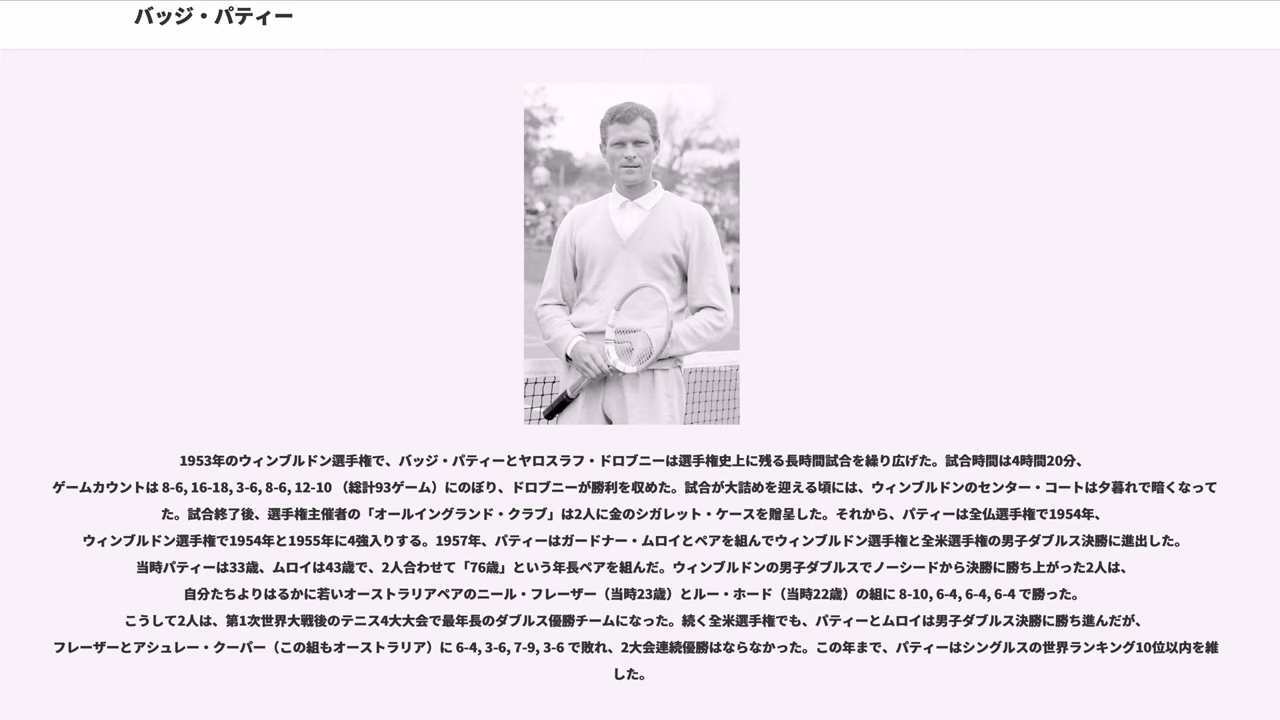 バッジ・パティー
1953年のウィンブルドン選手権で、バッジ・パティーとヤロスラフ・ドロブニーは選手権史上に残る長時間試合を繰り広げた。試合時間は4時間20分、
ゲームカウントは 8-6, 16-18, 3-6, 8-6, 12-10 （総計93ゲーム）にのぼり、ドロブニーが勝利を収めた。試合が大詰めを迎える頃には、ウィンブルドンのセンター・コートは夕暮れで暗くなって
た。試合終了後、選手権主催者の「オールイングランド・クラブ」は2人に金のシガレット・ケースを贈呈した。それから、パティーは全仏選手権で1954年、
ウィンブルドン選手権で1954年と1955年に4強入りする。1957年、パティーはガードナー・ムロイとペアを組んでウィンブルドン選手権と全米選手権の男子ダブルス決勝に進出した。
当時パティーは33歳、ムロイは43歳で、2人合わせて「76歳」という年長ペアを組んだ。ウィンブルドンの男子ダブルスでノーシードから決勝に勝ち上がった2人は、
自分たちよりはるかに若いオーストラリアペアのニール・フレーザー（当時23歳）とルー・ホード（当時22歳）の組に 8-10, 6-4, 6-4, 6-4 で勝った。
こうして2人は、第1次世界大戦後のテニス4大大会で最年長のダブルス優勝チームになった。続く全米選手権でも、パティーとムロイは男子ダブルス決勝に勝ち進んだが、
フレーザーとアシュレー・クーパー（この組もオーストラリア）に 6-4, 3-6, 7-9, 3-6 で敗れ、2大会連続優勝はならなかった。この年まで、パティーはシングルスの世界ランキング10位以内を維
した。